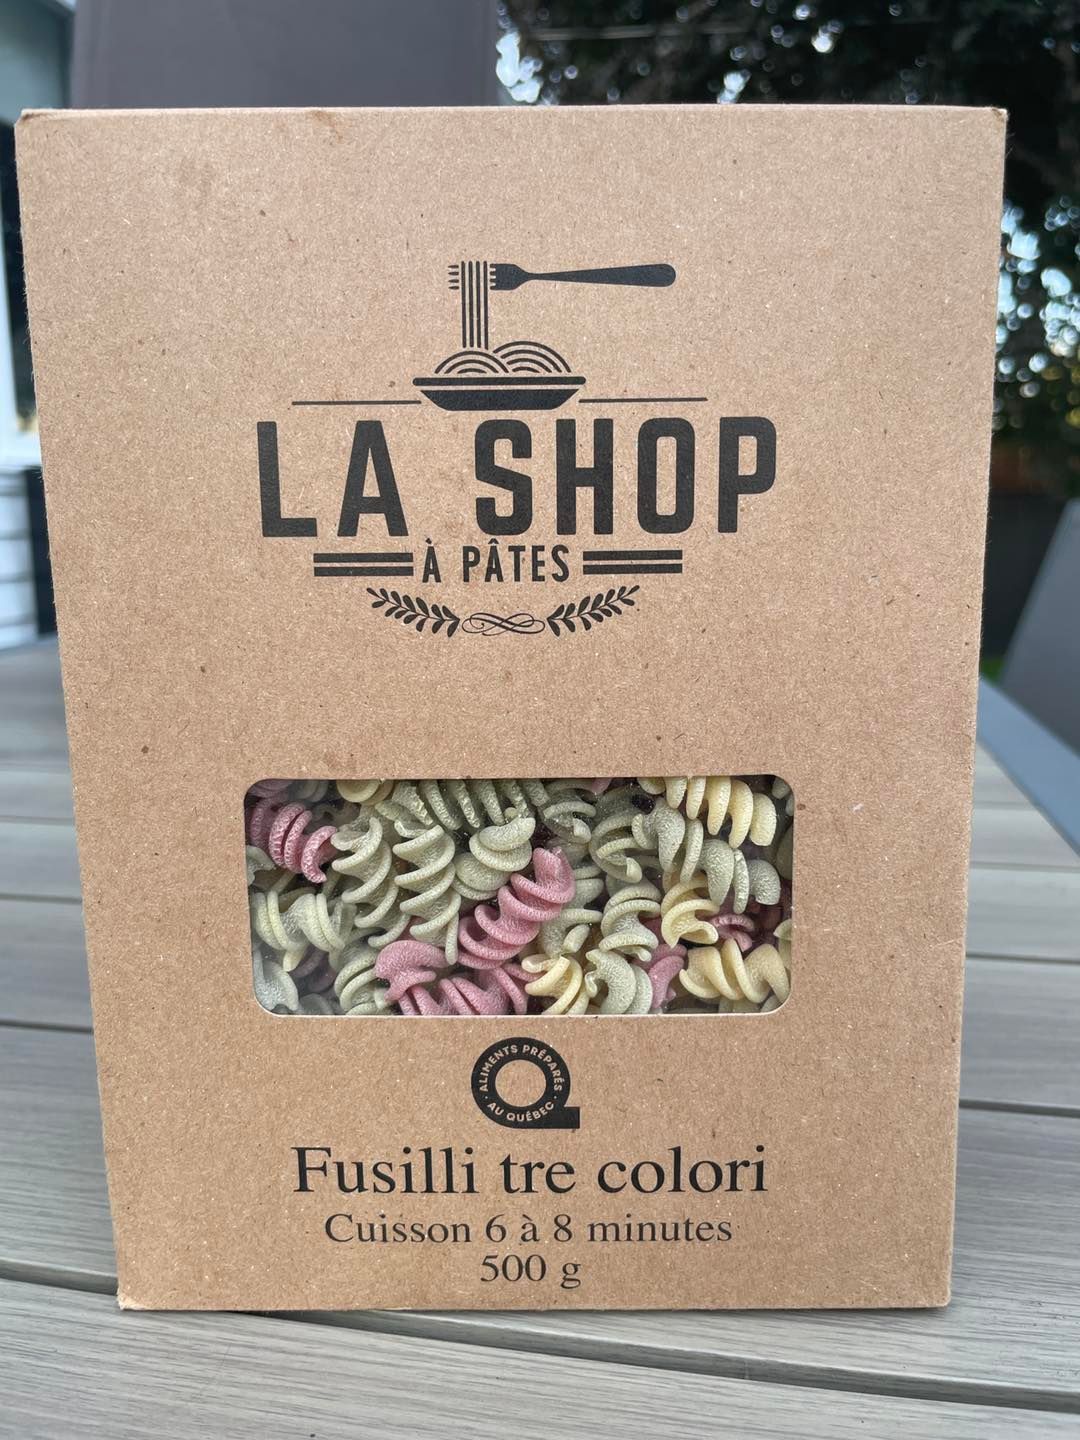 LA SHOP
À PÂTES
ALIMENTS PRÉPARÉS
AU QUÉBEC
Fusilli tre colori
Cuisson 6 à 8 minutes
500 g